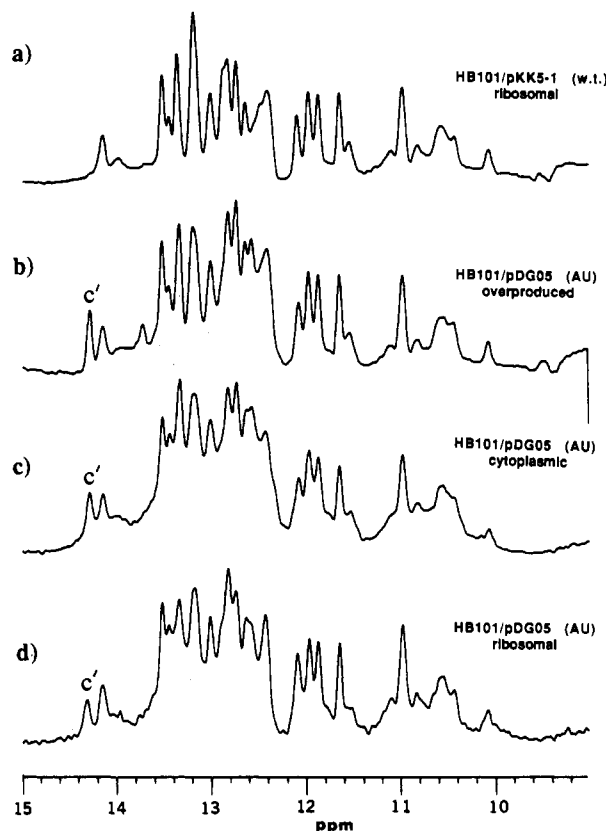 a)
HB101/pKK5-1 (w.t.)
ribosomal
b)
HB101/pDG05 (AU)
overproduced
c'
c)
HB101/pDG05 (AU)
cytoplasmic
c'
d)
HB101/pDG05 (AU)
ribosomal
c'
15 14 13 12 11 10
ppm